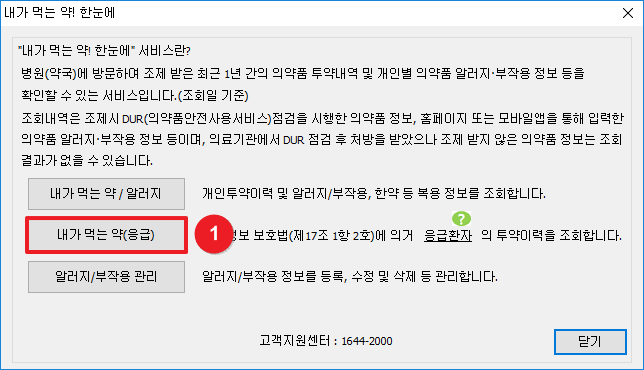 내가 먹는 약! 한눈에
"내가 먹는 약! 한눈에" 서비스란?
병원(약국)에 방문하여 조제 받은 최근 1년 간의 의약품 투약내역 및 개인별 의약품 알러지·부작용 정보 등을
확인할 수 있는 서비스입니다.(조회일 기준)
조회내역은 조제시 DUR(의약품안전사용서비스)점검을 시행한 의약품 정보, 홈페이지 또는 모바일앱을 통해 입력한
의약품 알러지·부작용 정보 등이며, 의료기관에서 DUR 점검 후 처방을 받았으나 조제 받지 않은 의약품 정보는 조회
결과가 없을 수 있습니다.
내가 먹는 약 / 알러지 개인투약이력 및 알러지/부작용, 한약 등 복용 정보를 조회합니다.
?
내가 먹는 약(응급) 1 정보 보호법(제17조 1항 2호)에 의거 응급환자 의 투약이력을 조회합니다.
알러지/부작용 관리 알러지/부작용 정보를 등록, 수정 및 삭제 등 관리합니다.
고객지원센터 : 1644-2000 닫기